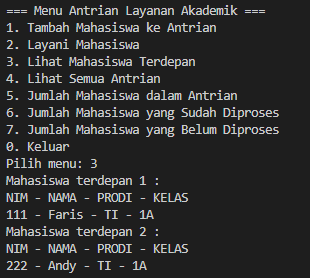 === Menu Antrian Layanan Akademik ===
1. Tambah Mahasiswa ke Antrian
2. Layani Mahasiswa
3. Lihat Mahasiswa Terdepan
4. Lihat Semua Antrian
5. Jumlah Mahasiswa dalam Antrian
6. Jumlah Mahasiswa yang Sudah Diproses
7. Jumlah Mahasiswa yang Belum Diproses
0. Keluar
Pilih menu: 3
Mahasiswa terdepan 1 :
NIM - NAMA - PRODI - KELAS
111 - Faris - TI - 1A
Mahasiswa terdepan 2 :
NIM - NAMA - PRODI - KELAS
222 - Andy - TI - 1A